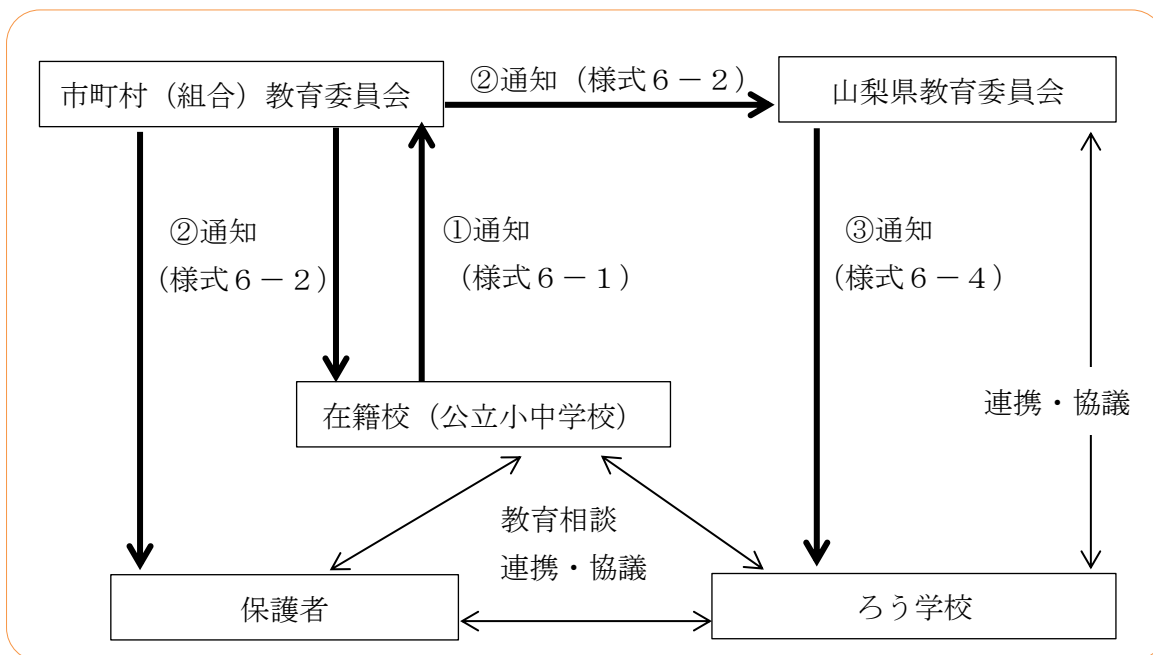 市町村（組合）教育委員会
②通知（様式６－２）
山梨県教育委員会
②通知
（様式６－２）
①通知
（様式６－１）
③通知
（様式６－４）
在籍校（公立小中学校）
連携・協議
教育相談
連携・協議
保護者
ろう学校